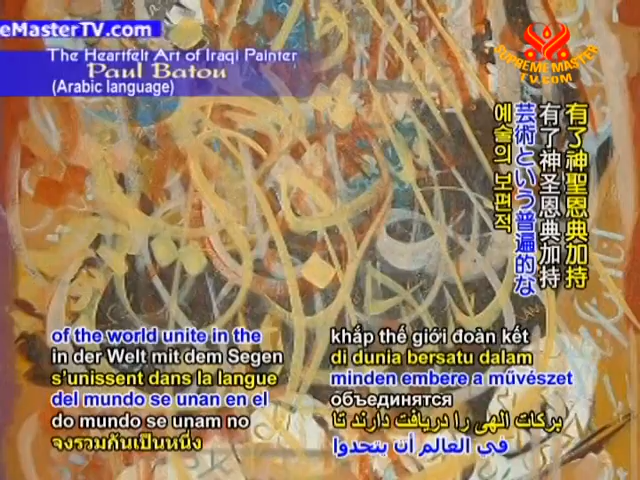 eMasterTV.com
The Heartfelt Art of Iraqi Painter
Paul Batou
(Arabic language)
SUPREME MASTER
TV.COM
有了神聖恩典加持
有了神圣恩典加持
芸術という普遍的な
예술의 보편적
of the world unite in the
in der Welt mit dem Segen
s'unissent dans la langue
del mundo se unan en el
do mundo se unam no
จงรวมกันเป็นหนึ่ง
khắp thế giới đoàn kết
di dunia bersatu dalam
minden embere a művészet
объединятся
برکات الهی را دریافت دارند تا
في العالم أن يتحدوا